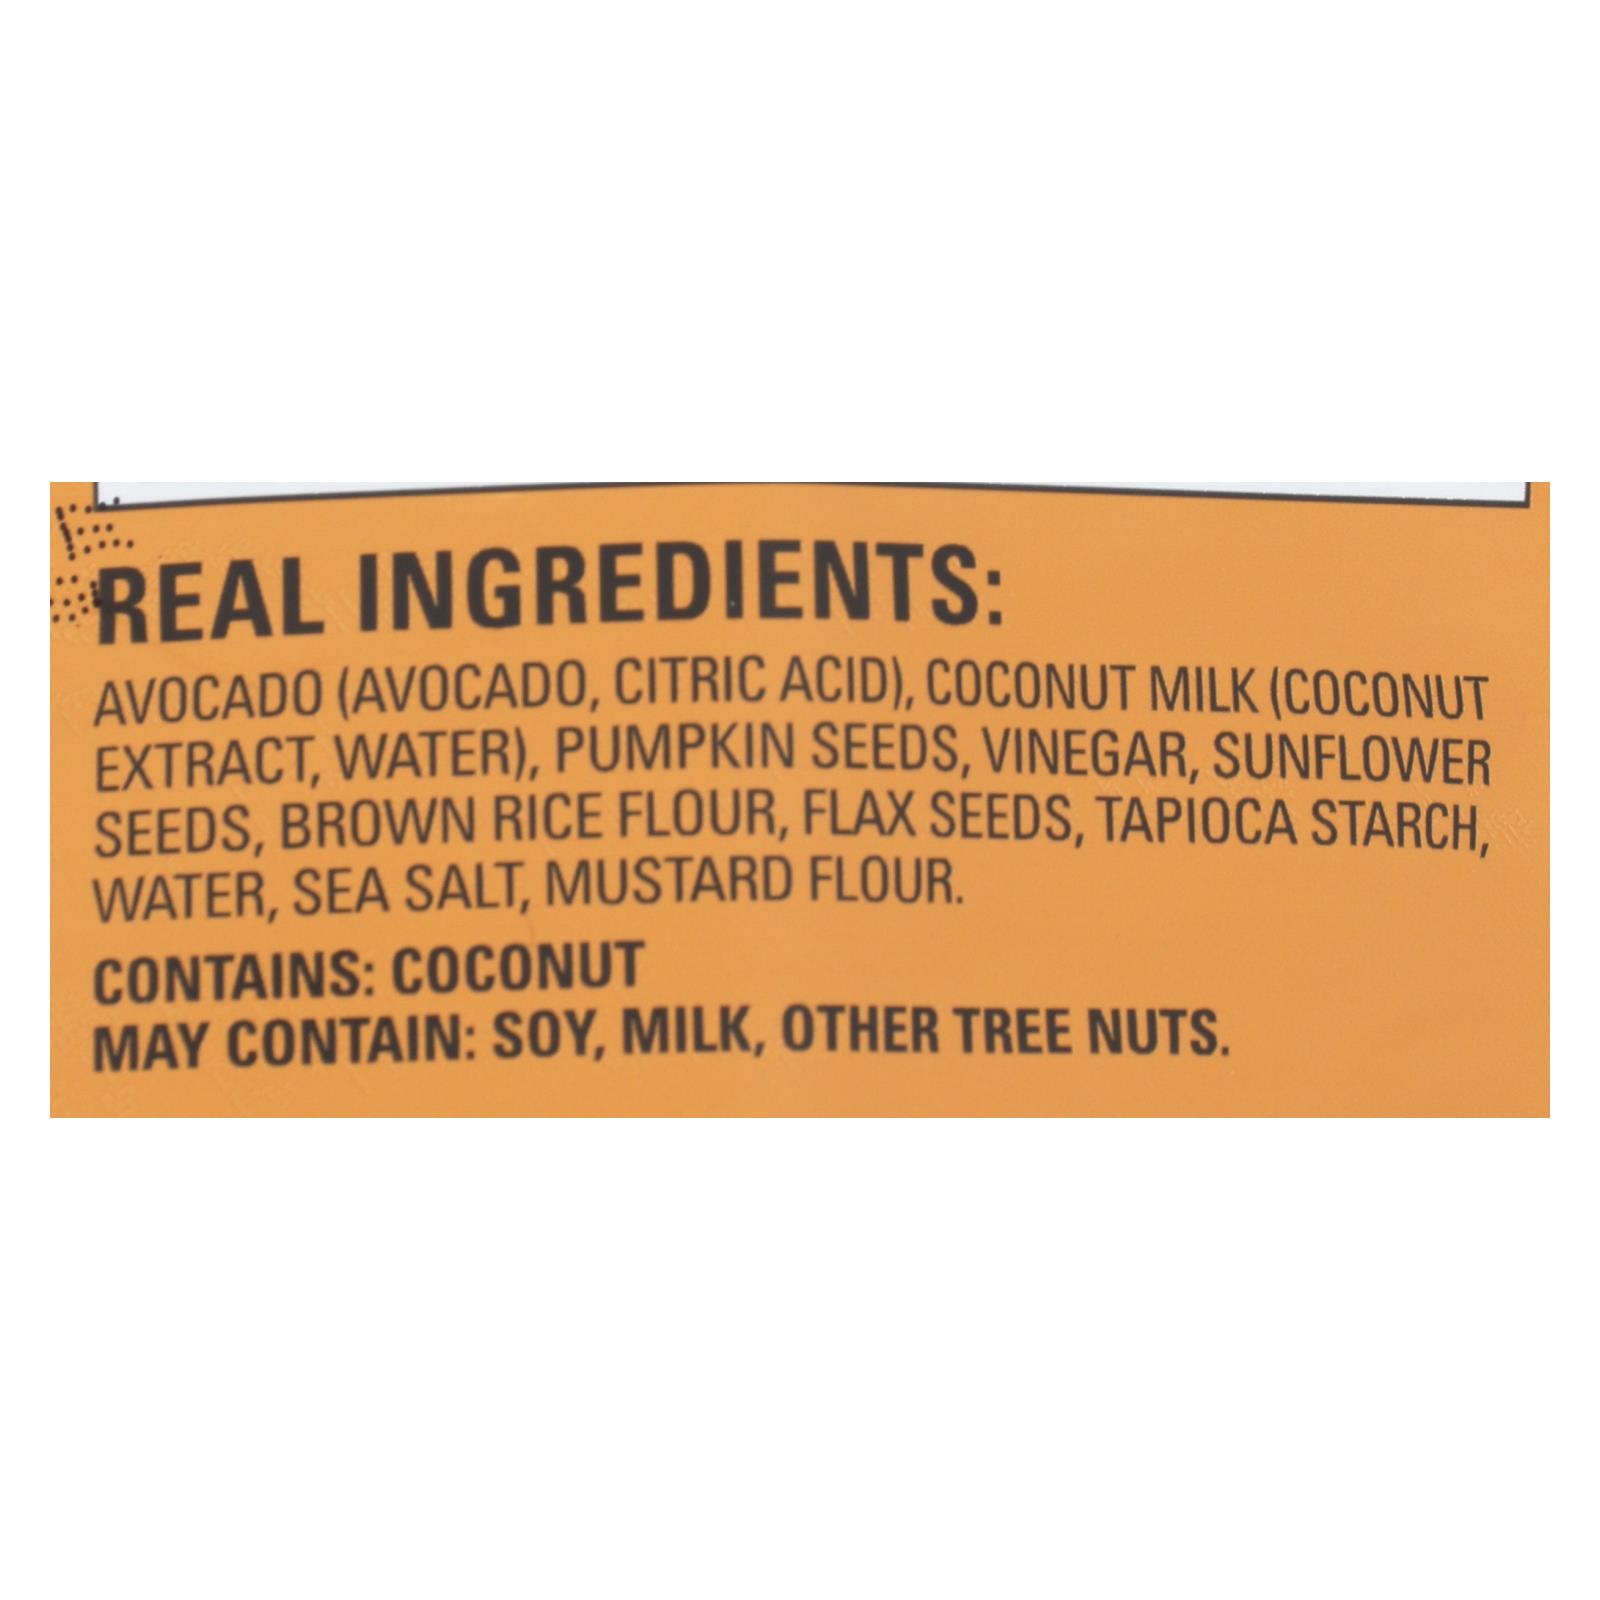 REAL INGREDIENTS:
AVOCADO (AVOCADO, CITRIC ACID), COCONUT MILK (COCONUT
EXTRACT, WATER), PUMPKIN SEEDS, VINEGAR, SUNFLOWER
SEEDS, BROWN RICE FLOUR, FLAX SEEDS, TAPIOCA STARCH,
WATER, SEA SALT, MUSTARD FLOUR.
CONTAINS: COCONUT
MAY CONTAIN: SOY, MILK, OTHER TREE NUTS.